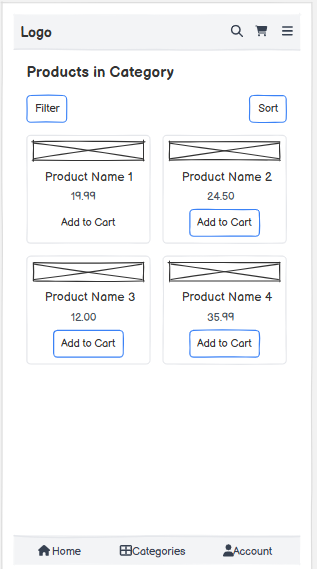 Logo
Products in Category
Filter
Sort
Product Name 1
19.99
Add to Cart
Product Name 2
24.50
Add to Cart
Product Name 3
12.00
Add to Cart
Product Name 4
35.99
Add to Cart
Home
Categories
Account